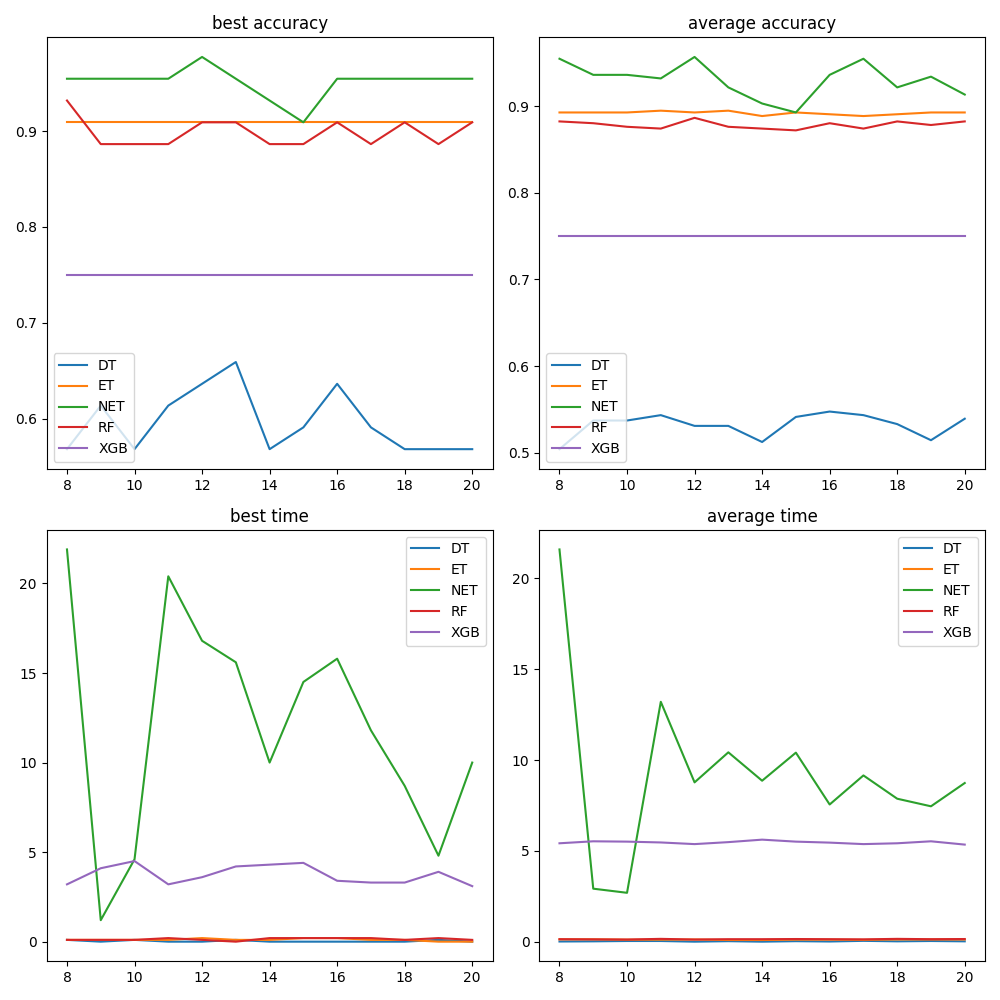 best accuracy
0.9
0.8
0.7
0.6
DT
ET
NET
RF
XGB
8 10 12 14 16 18 20
average accuracy
0.9
0.8
0.7
0.6
0.5
DT
ET
NET
RF
XGB
8 10 12 14 16 18 20
best time
20
15
10
5
0
DT
ET
NET
RF
XGB
8 10 12 14 16 18 20
average time
20
15
10
5
0
DT
ET
NET
RF
XGB
8 10 12 14 16 18 20